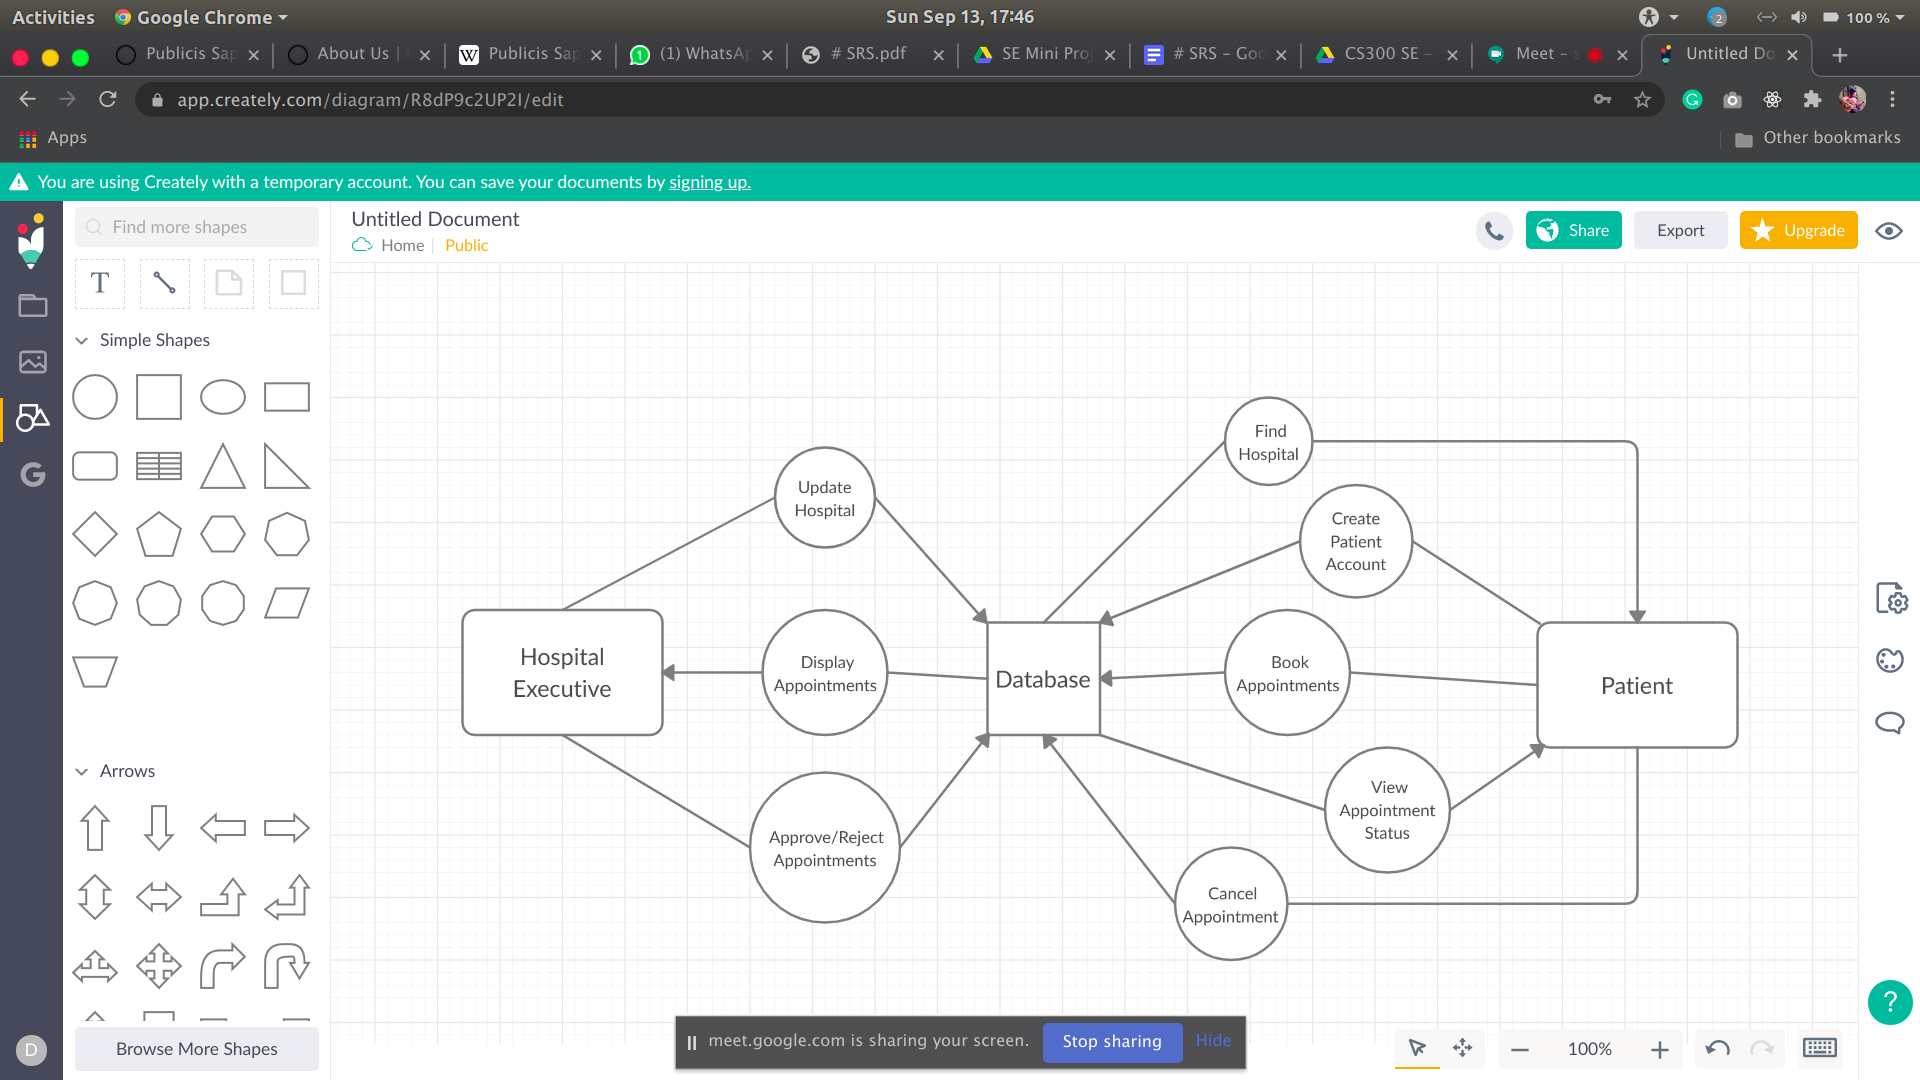 Activities Google Chrome Sun Sep 13, 17:46 2 100 %
Publicis Sap About Us Publicis Sap (1) WhatsAp # SRS.pdf SE Mini Proj # SRS – Goo CS300 SE – Meet – s Untitled Do
app.creately.com/diagram/R8dP9c2UP2I/edit
Apps Other bookmarks
You are using Creately with a temporary account. You can save your documents by signing up.
Find more shapes
Untitled Document
Home Public
Share
Export
Upgrade
T
Simple Shapes
Arrows
Browse More Shapes
D
Update
Hospital
Hospital
Executive
Display
Appointments
Approve/Reject
Appointments
Database
Find
Hospital
Create
Patient
Account
Book
Appointments
View
Appointment
Status
Cancel
Appointment
Patient
meet.google.com is sharing your screen. Stop sharing Hide
100%
?